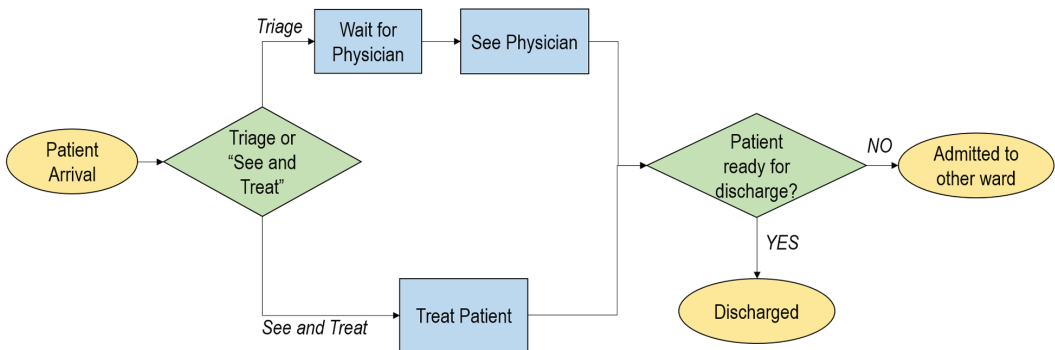 Triage
Wait for
Physician
See Physician
Patient
Arrival
Triage or
“See and
Treat”
Patient
ready for
discharge?
NO
Admitted to
other ward
YES
Discharged
See and Treat
Treat Patient